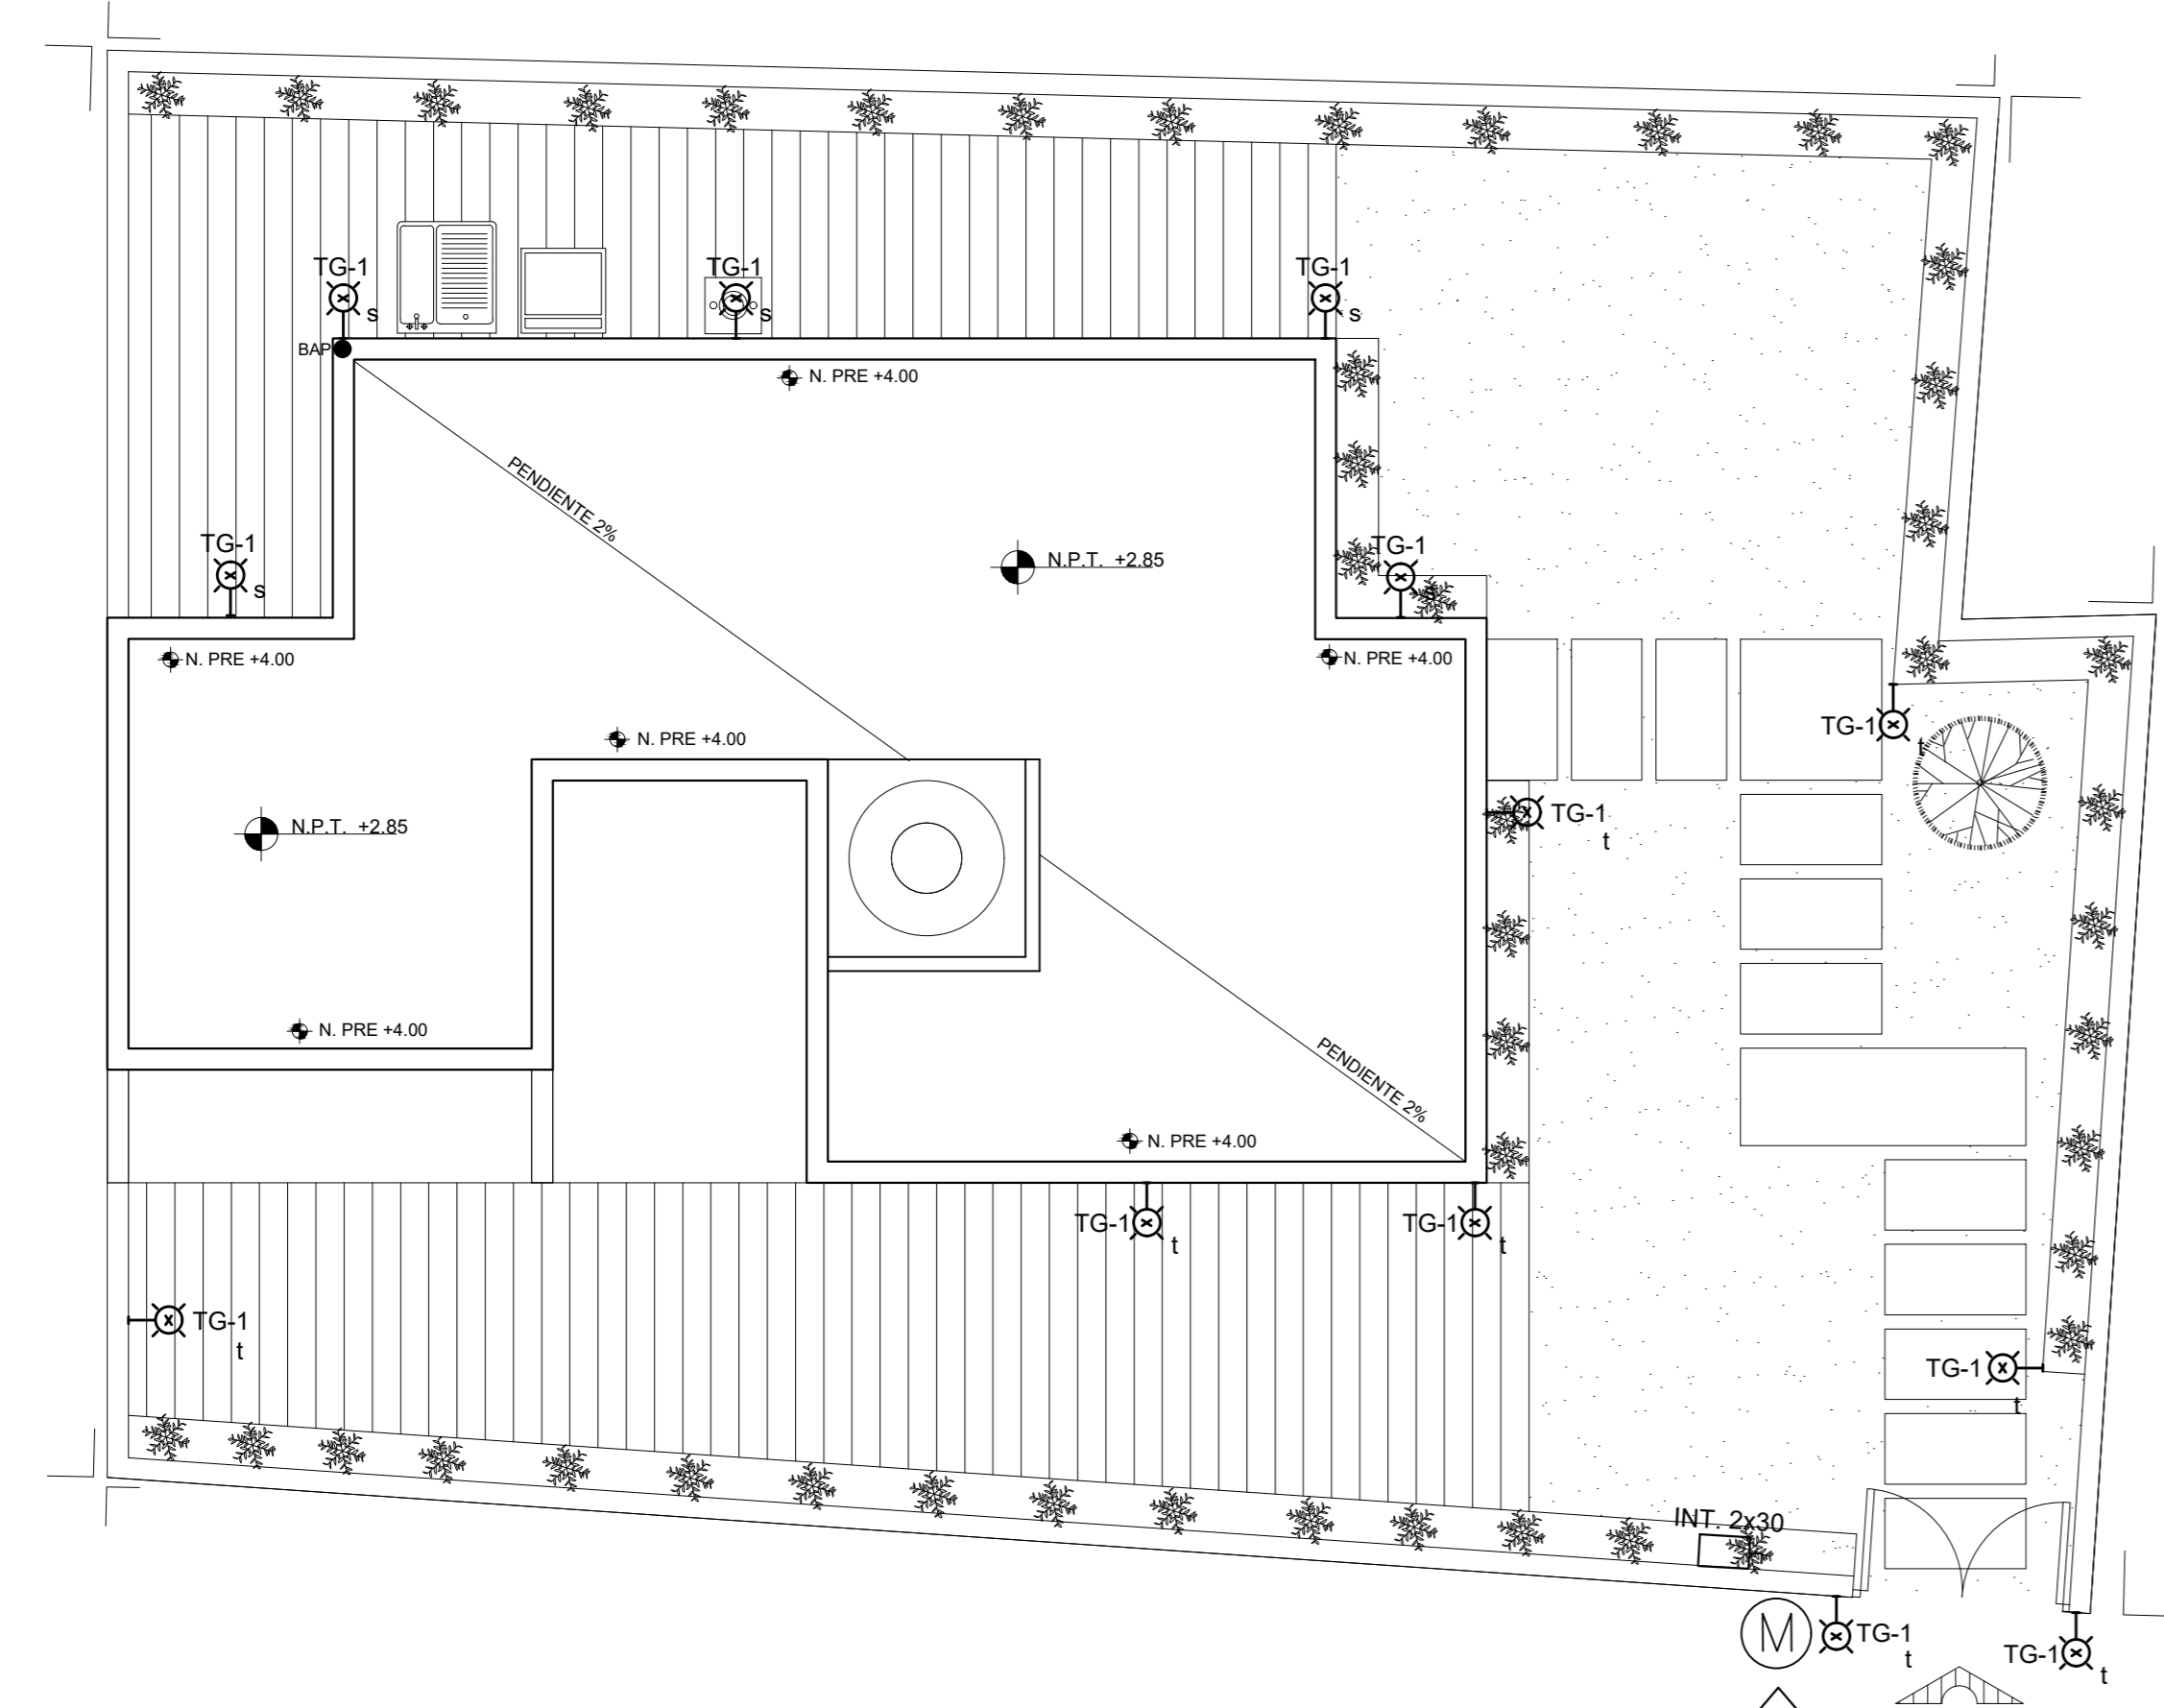 TG-1
s
TG-1
s
TG-1
s
BAP
N. PRE +4.00
PENDIENTE 2%
TG-1
s
N.P.T. +2.85
TG-1
s
N. PRE +4.00
N. PRE +4.00
N. PRE +4.00
TG-1
t
TG-1
t
N.P.T. +2.85
N. PRE +4.00
PENDIENTE 2%
N. PRE +4.00
TG-1
t
TG-1
t
TG-1
t
TG-1
t
INT. 2x30
M
TG-1
t
TG-1
t